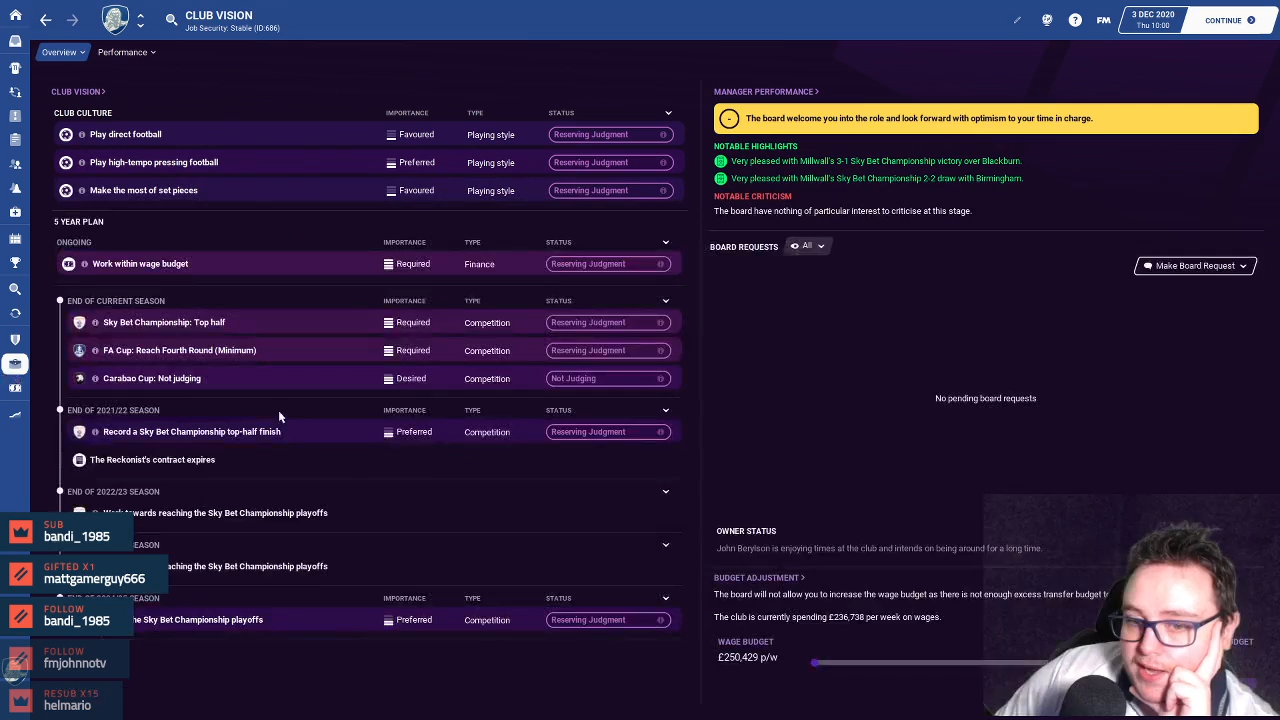 CLUB VISION
Job Security: Stable (ID:686)
FM
3 DEC 2020
Thu 10:00
CONTINUE
Overview
Performance
CLUB VISION
CLUB CULTURE IMPORTANCE TYPE STATUS
Play direct football Favoured Playing style Reserving Judgment
Play high-tempo pressing football Preferred Playing style Reserving Judgment
Make the most of set pieces Favoured Playing style Reserving Judgment
5 YEAR PLAN
ONGOING IMPORTANCE TYPE STATUS
Work within wage budget Required Finance Reserving Judgment
END OF CURRENT SEASON IMPORTANCE TYPE STATUS
Sky Bet Championship: Top half Required Competition Reserving Judgment
FA Cup: Reach Fourth Round (Minimum) Required Competition Reserving Judgment
Carabao Cup: Not judging Desired Competition Not Judging
END OF 2021/22 SEASON IMPORTANCE TYPE STATUS
Record a Sky Bet Championship top-half finish Preferred Competition Reserving Judgment
The Reckonist's contract expires
END OF 2022/23 SEASON
towards reaching the Sky Bet Championship playoffs
SEASON
the Sky Bet Championship playoffs
IMPORTANCE TYPE STATUS
the Sky Bet Championship playoffs Preferred Competition
SUB
bandi_1985
GIFTED X1
mattgamerguy666
FOLLOW
bandi_1985
FOLLOW
fmjohnnotv
RESUB X15
helmario
MANAGER PERFORMANCE
The board welcome you into the role and look forward with optimism to your time in charge.
NOTABLE HIGHLIGHTS
Very pleased with Millwall's 3-1 Sky Bet Championship victory over Blackburn.
Very pleased with Millwall's Sky Bet Championship 2-2 draw with Birmingham.
NOTABLE CRITICISM
The board have nothing of particular interest to criticise at this stage.
BOARD REQUESTS All
Make Board Request
No pending board requests
OWNER STATUS
John Berylson is enjoying times at the club and intends on being around for a long time.
BUDGET ADJUSTMENT
The board will not allow you to increase the wage budget as there is not enough excess transfer budget
The club is currently spending £236,738 per week on wages.
WAGE BUDGET
£250,429 p/w